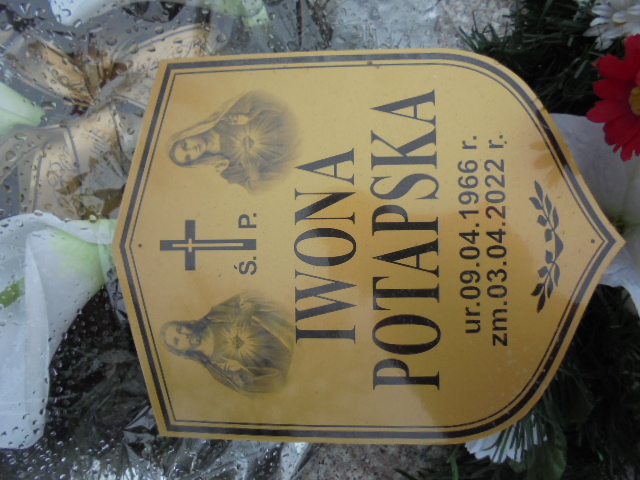 Ś. P.
IWONA
POTAPSKA
ur.09.04.1966 r.
zm.03.04.2022 r.